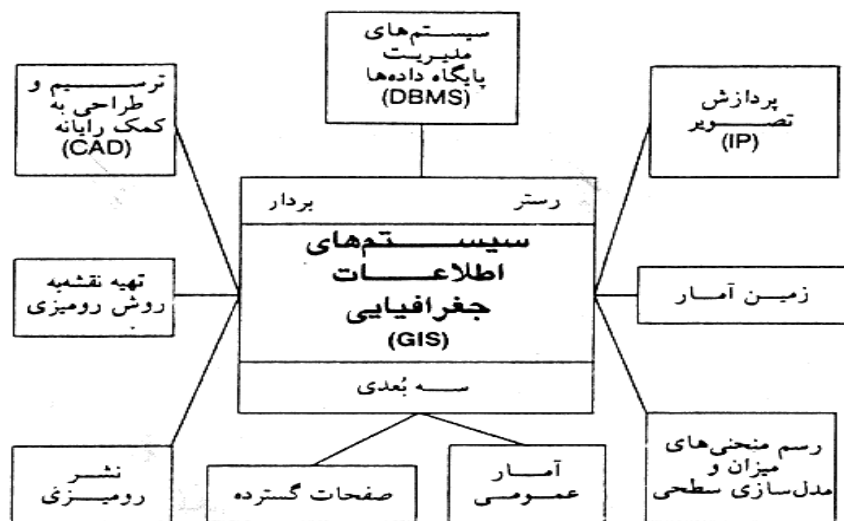 سیستم‌های
مدیریت
پایگاه داده‌ها
(DBMS)
پردازش
تصویر
(IP)
ترسیم و
طراحی به
کمک رایانه
(CAD)
رستر
بردار
سیستم‌های
اطلاعات
جغرافیایی
(GIS)
سه بُعدی
زمین آمار
تهیه نقشه‌به
روش رومیزی
رسم منحنی‌های
میزان و
مدل‌سازی سطحی
آمار
عمومی
صفحات گسترده
نشر
رومیزی